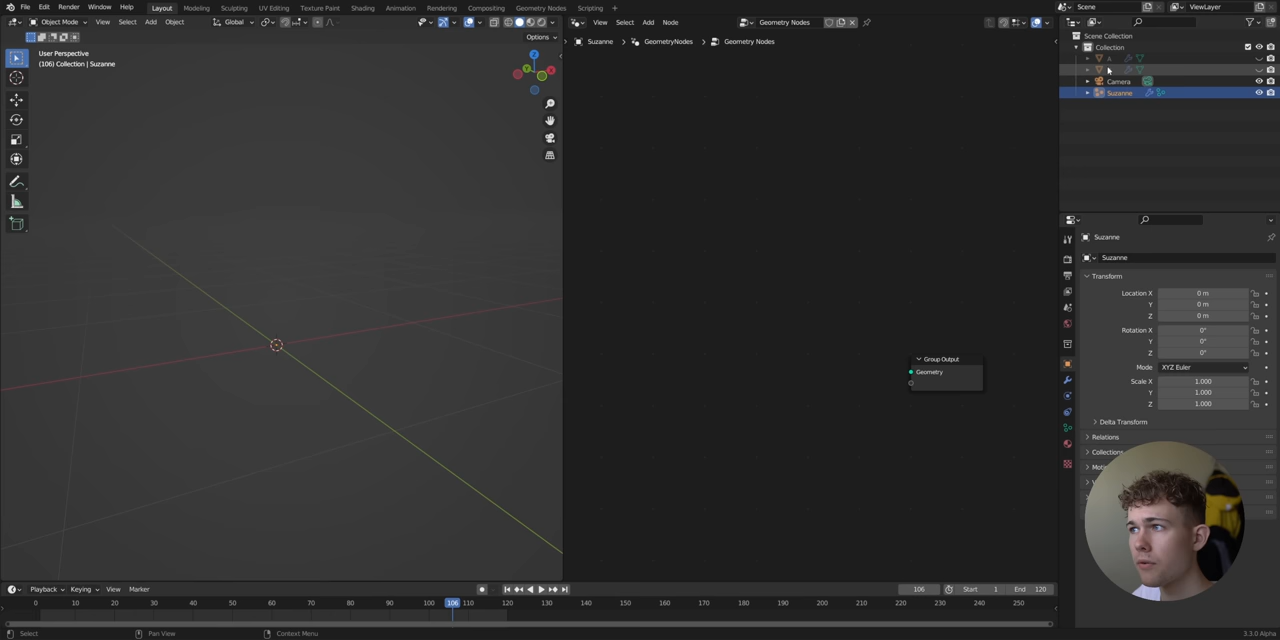 File Edit Render Window Help Layout Modeling Sculpting UV Editing Texture Paint Shading Animation Rendering Compositing Geometry Nodes Scripting + Scene ViewLayer
Object Mode View Select Add Object Global View Select Add Node Geometry Nodes
Options
User Perspective
(106) Collection | Suzanne
Z
Y
X
Suzanne GeometryNodes Geometry Nodes
Group Output
Geometry
Scene Collection
Collection
Camera
Suzanne
Suzanne
Suzanne
Transform
Location X 0 m
Y 0 m
Z 0 m
Rotation X 0°
Y 0°
Z 0°
Mode XYZ Euler
Scale X 1.000
Y 1.000
Z 1.000
Delta Transform
Relations
Collections
Playback Keying View Marker 106 Start 1 End 120
0 10 20 30 40 50 60 70 80 90 100 106 110 120 130 140 150 160 170 180 190 200 210 220 230 240 250
Select Pan View Context Menu 3.3.0 Alpha